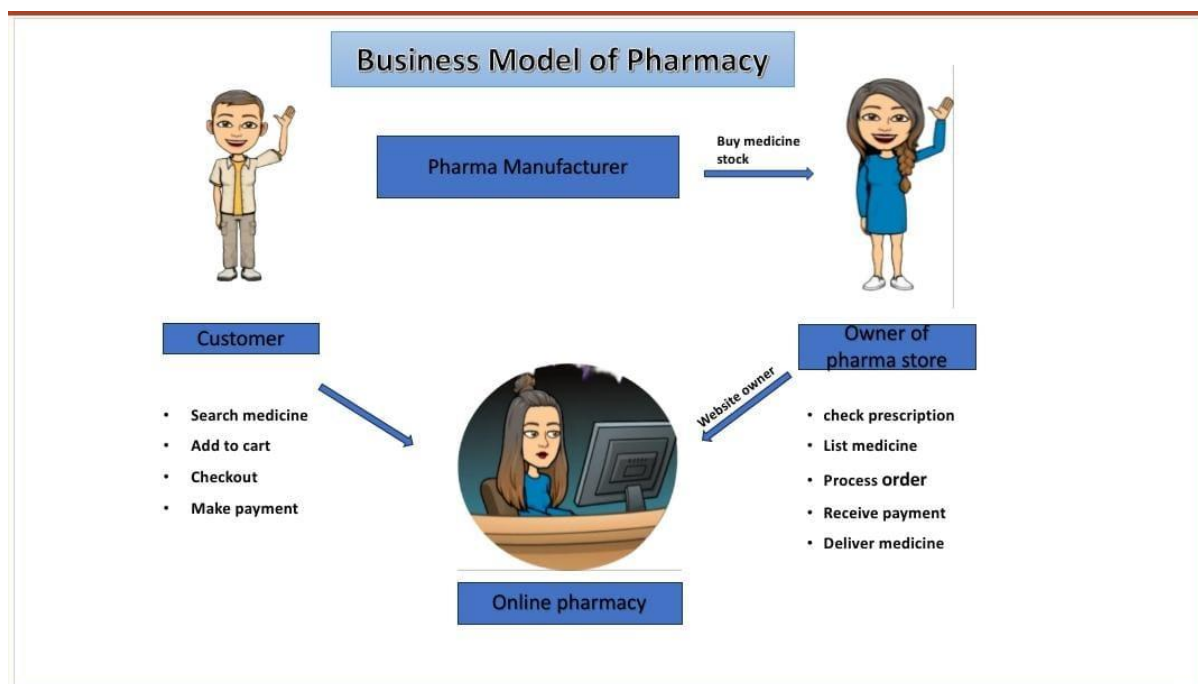 Business Model of Pharmacy
Pharma Manufacturer
Buy medicine
stock
Customer
Owner of
pharma store
Website owner
• Search medicine
• Add to cart
• Checkout
• Make payment
• check prescription
• List medicine
• Process order
• Receive payment
• Deliver medicine
Online pharmacy